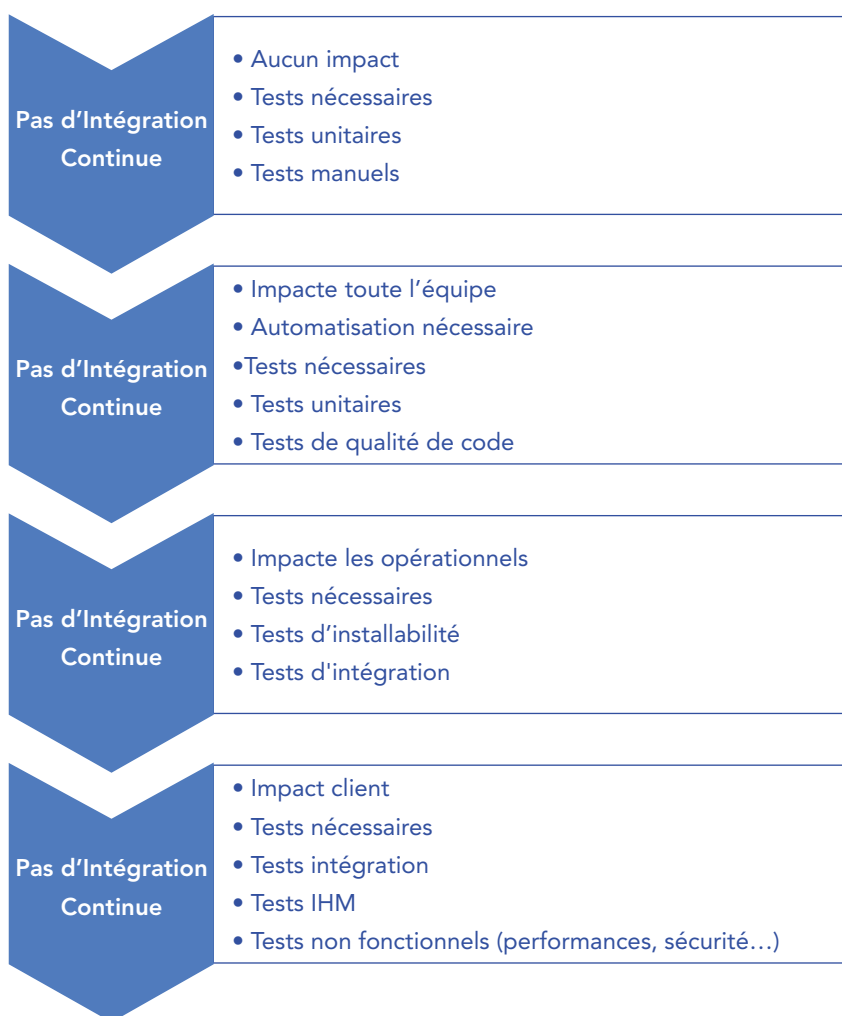 Pas d’Intégration
Continue
• Aucun impact
• Tests nécessaires
• Tests unitaires
• Tests manuels
Pas d’Intégration
Continue
• Impacte toute l’équipe
• Automatisation nécessaire
•Tests nécessaires
• Tests unitaires
• Tests de qualité de code
Pas d’Intégration
Continue
• Impacte les opérationnels
• Tests nécessaires
• Tests d’installabilité
• Tests d'intégration
Pas d’Intégration
Continue
• Impact client
• Tests nécessaires
• Tests intégration
• Tests IHM
• Tests non fonctionnels (performances, sécurité…)